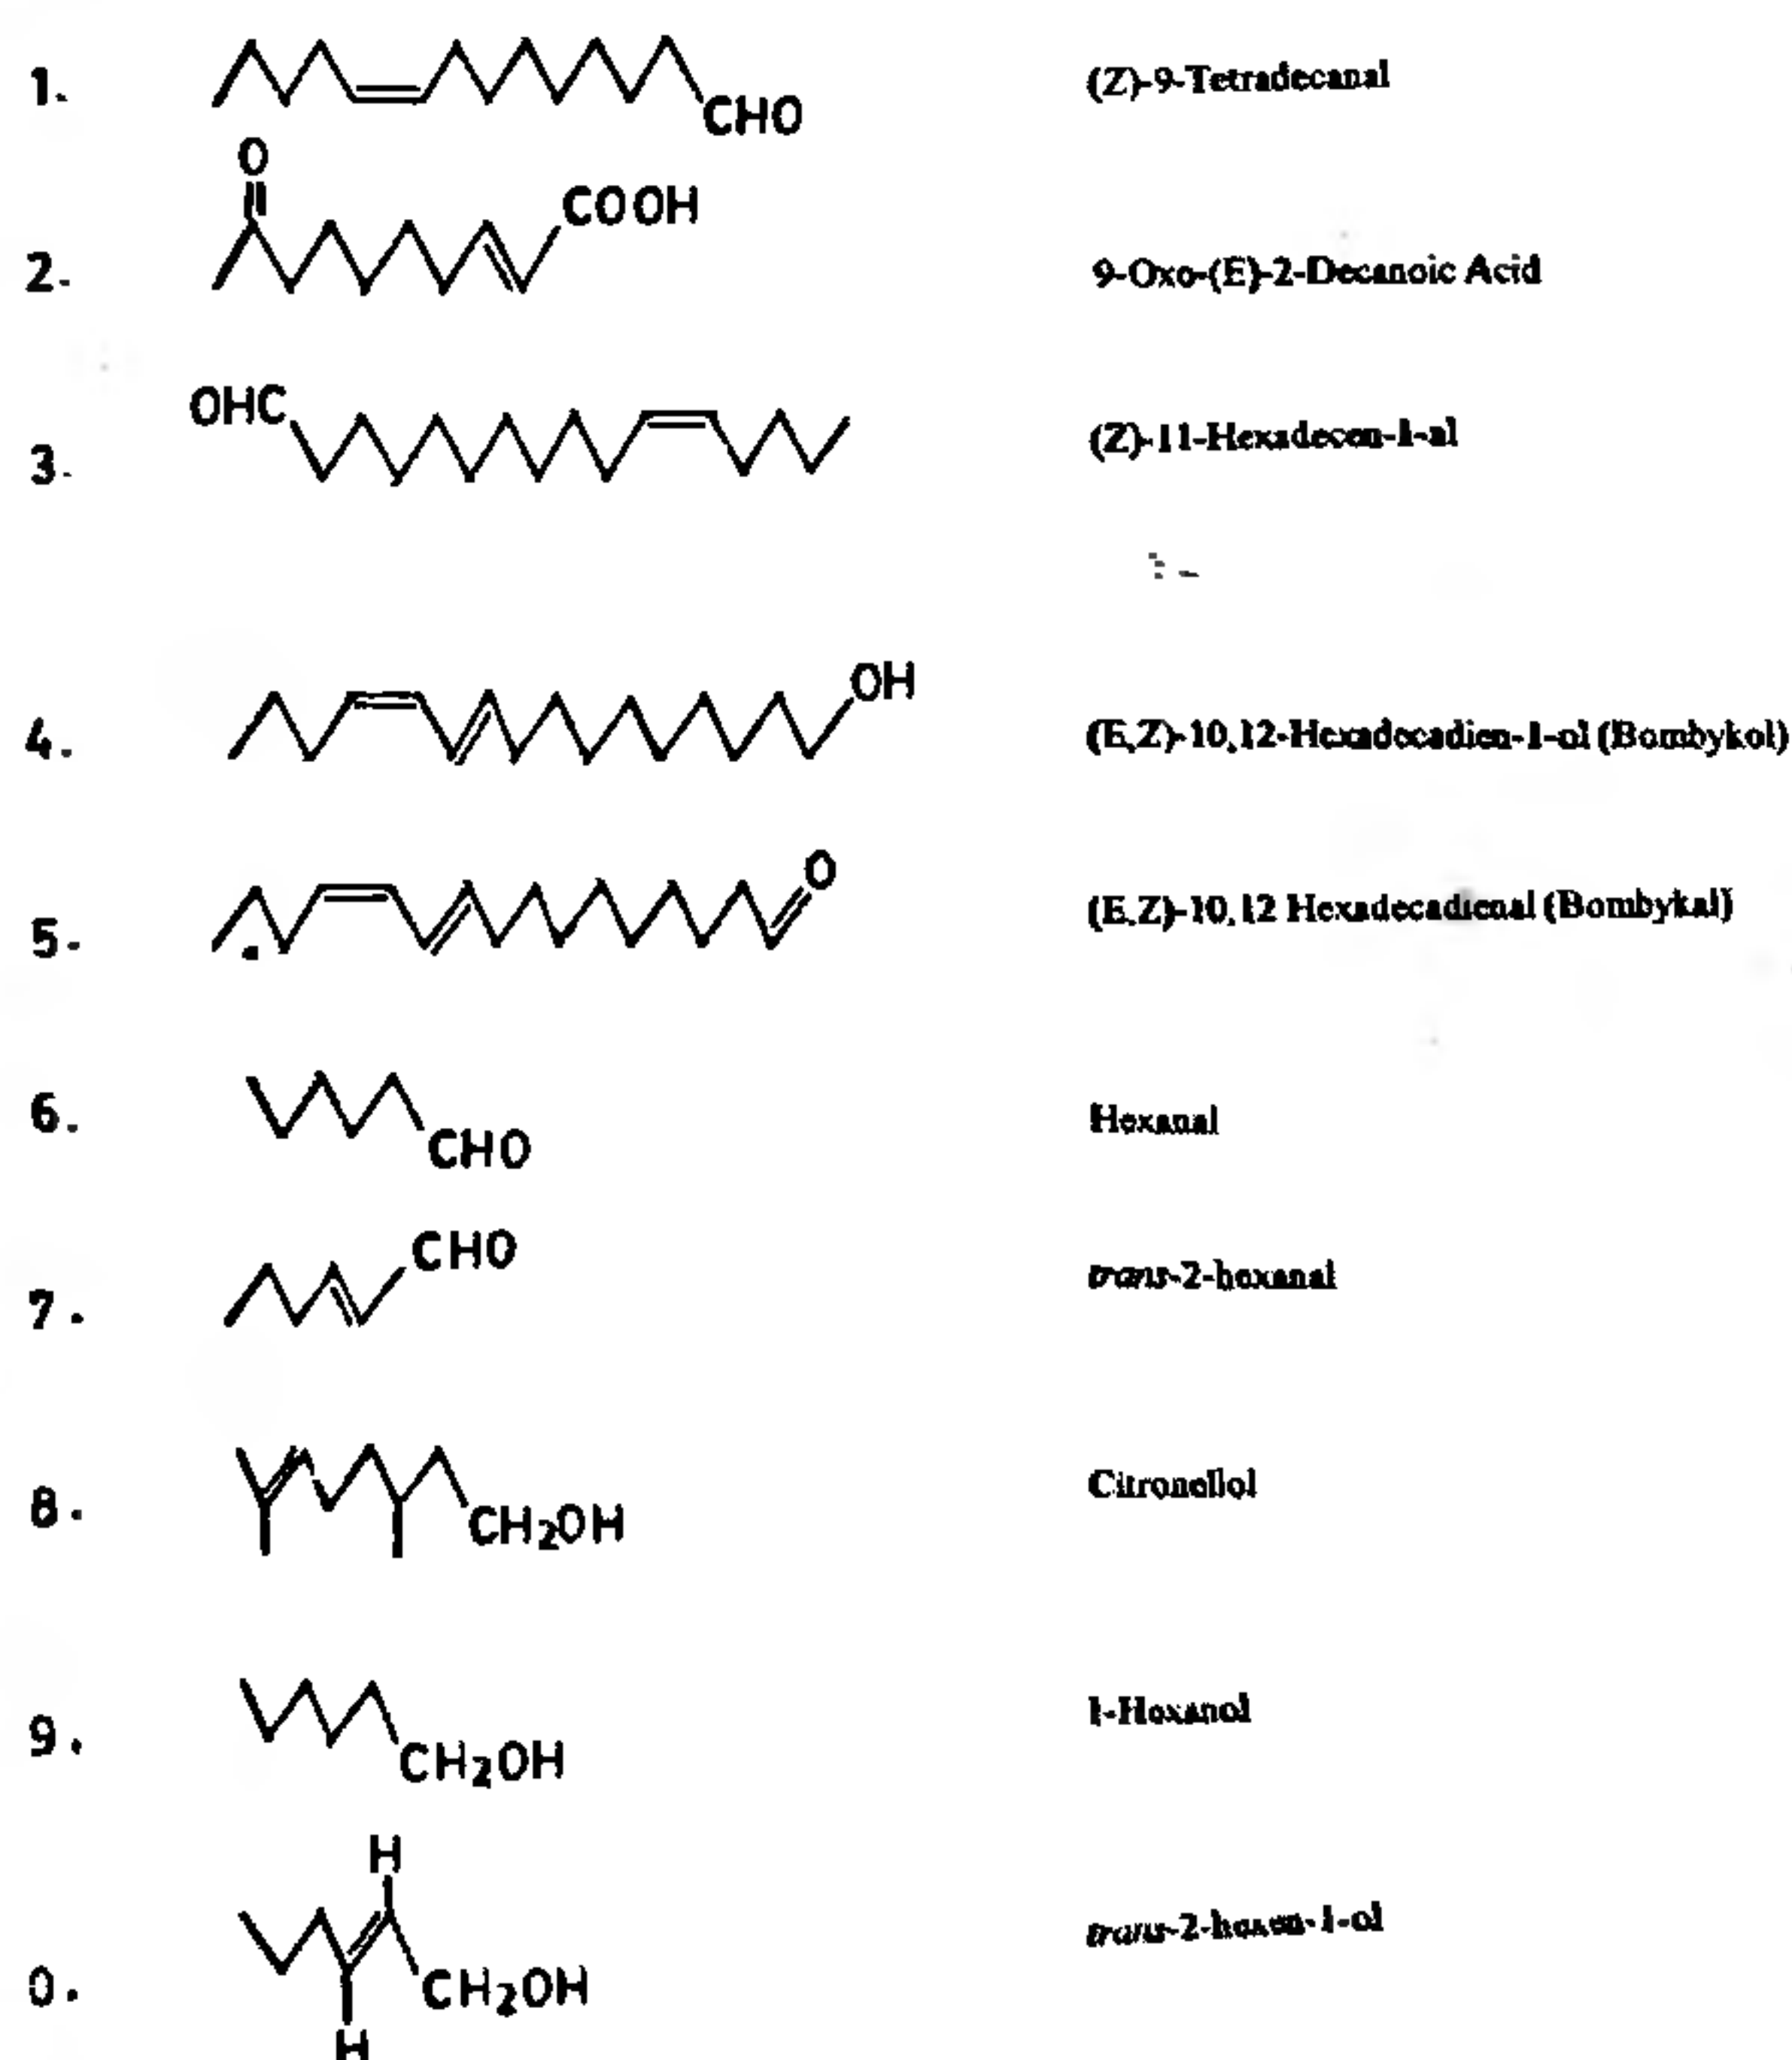 1. CHO (Z)-9-Tetradecanal
O
COOH
2. 9-Oxo-(E)-2-Decanoic Acid
OHC
3. (Z)-11-Hexadecen-1-al
OH
4. (E,Z)-10,12-Hexadecadien-1-ol (Bombykol)
O
5. (E,Z)-10,12 Hexadecadienal (Bombykal)
6. CHO Hexanal
CHO
7. trans-2-hexanal
8. CH2OH Citronellol
9. CH2OH 1-Hexanol
H
trans-2-hexen-1-ol
0. CH2OH
H